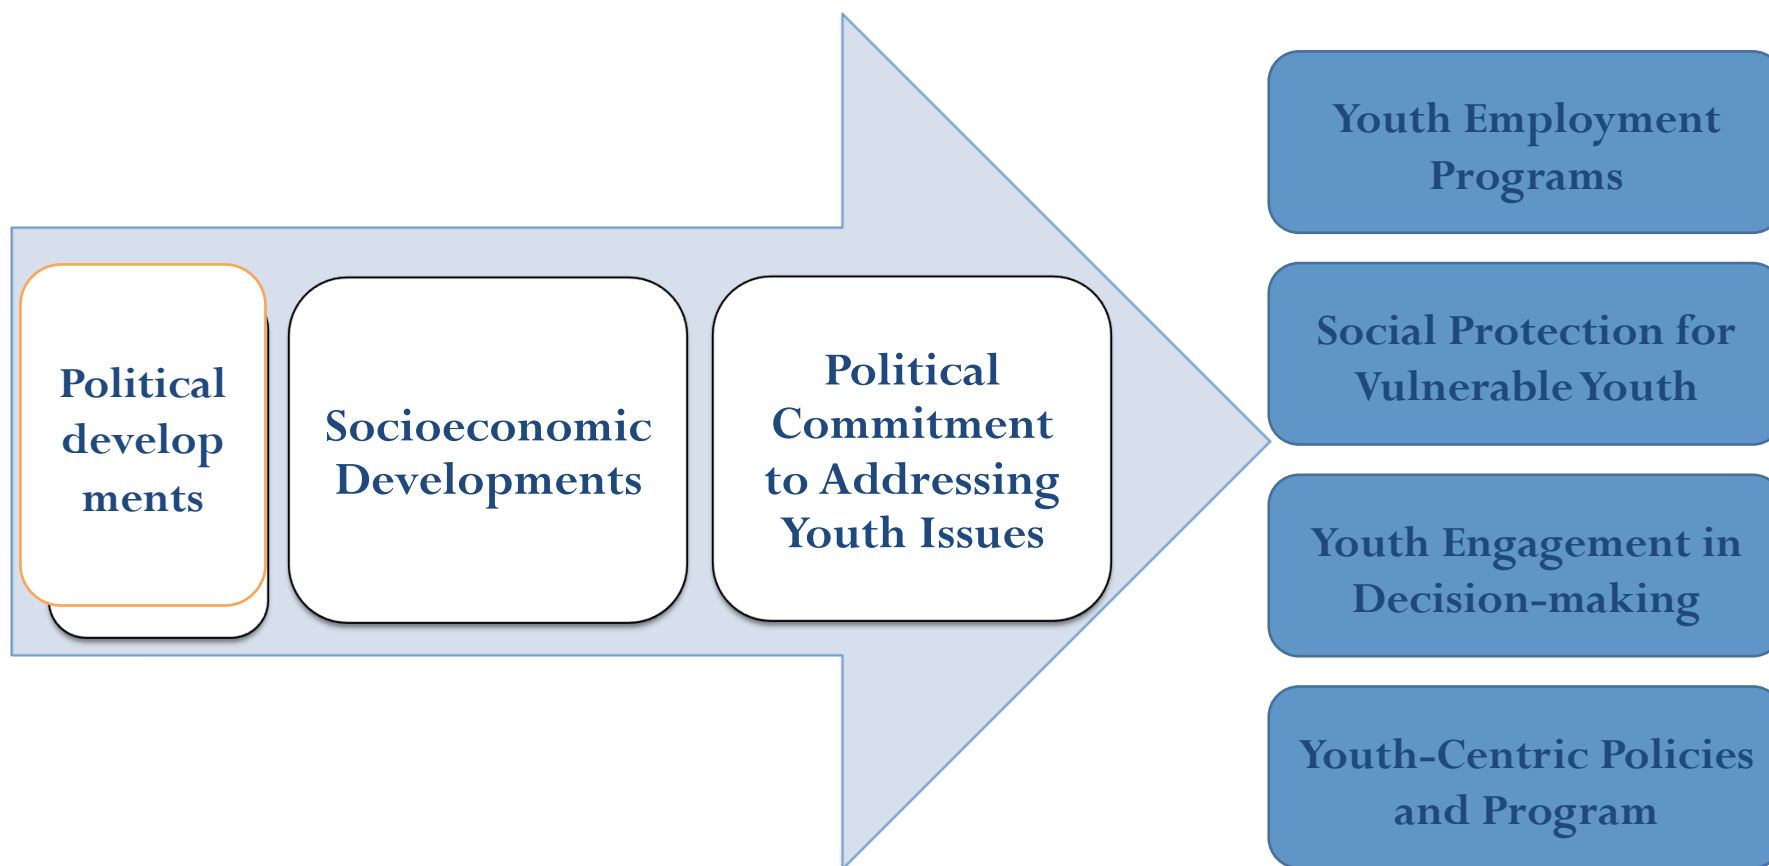 Political
develop
ments
Socioeconomic
Developments
Political
Commitment
to Addressing
Youth Issues
Youth Employment
Programs
Social Protection for
Vulnerable Youth
Youth Engagement in
Decision-making
Youth-Centric Policies
and Program